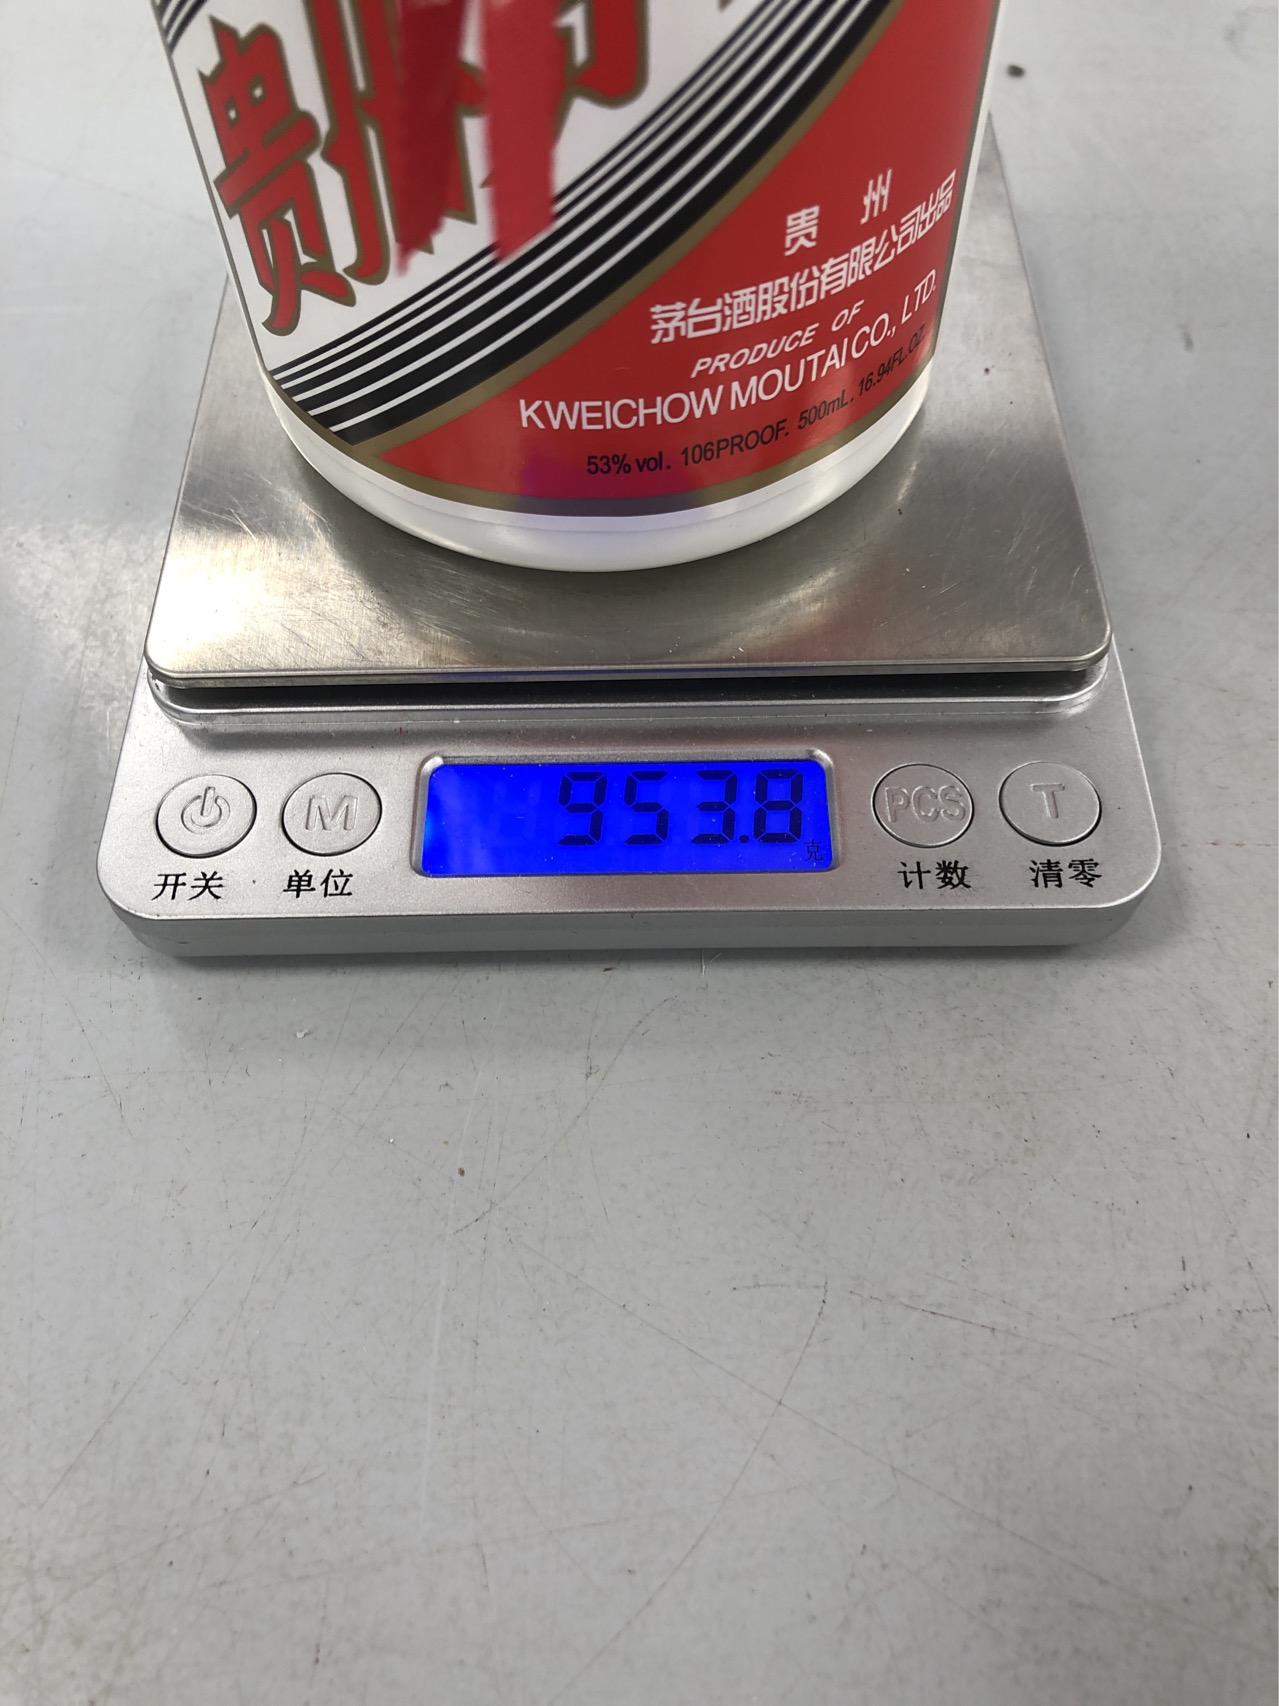 贵
贵 州
茅台酒股份有限公司出品
PRODUCE OF
KWEICHOW MOUTAI CO., LTD.
53% vol. 106PROOF. 500mL. 16.94FL.OZ.
953.8
克
M
PCS
T
开关
单位
计数
清零